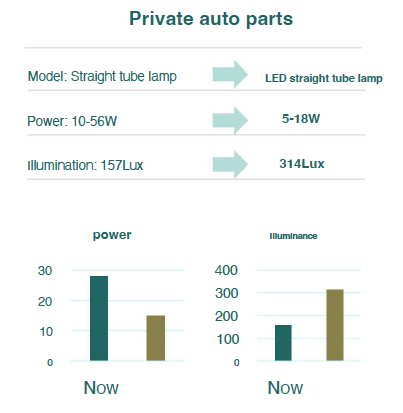 Private auto parts
Model: Straight tube lamp
LED straight tube lamp
Power: 10-56W
5-18W
Illumination: 157Lux
314Lux
power
Illuminance
30
20
10
0
Now
400
300
200
100
0
Now